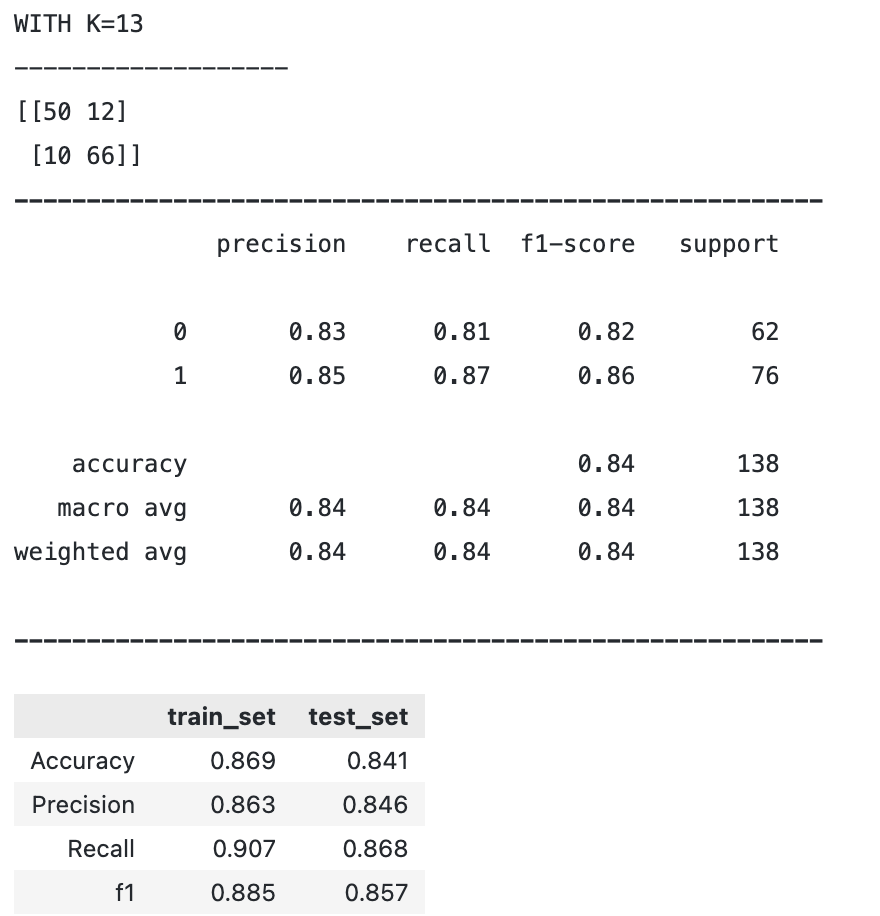 WITH K=13
-------------------
[[50 12]
[10 66]]
--------------------------------------------------------
precision recall f1-score support
0 0.83 0.81 0.82 62
1 0.85 0.87 0.86 76
accuracy 0.84 138
macro avg 0.84 0.84 0.84 138
weighted avg 0.84 0.84 0.84 138
--------------------------------------------------------
train_set test_set
Accuracy 0.869 0.841
Precision 0.863 0.846
Recall 0.907 0.868
f1 0.885 0.857